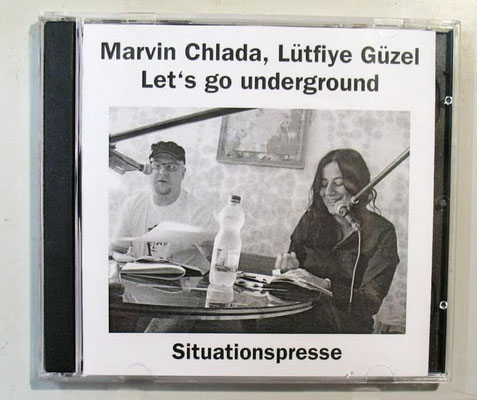 Marvin Chlada, Lütfiye Güzel
Let‘s go underground
Situationspresse